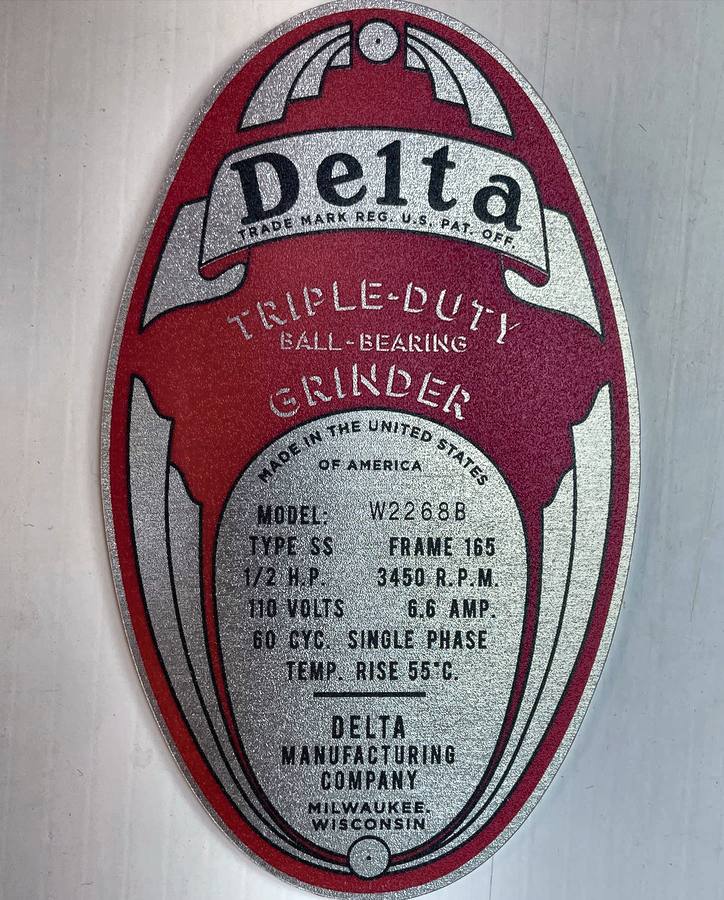 Delta
TRADE MARK REG. U.S. PAT. OFF.
TRIPLE-DUTY
BALL-BEARING
GRINDER
MADE IN THE UNITED STATES
OF AMERICA
MODEL: W2268B
TYPE SS FRAME 165
1/2 H.P. 3450 R.P.M.
110 VOLTS 6.6 AMP.
60 CYC. SINGLE PHASE
TEMP. RISE 55°C.
DELTA
MANUFACTURING
COMPANY
MILWAUKEE,
WISCONSIN